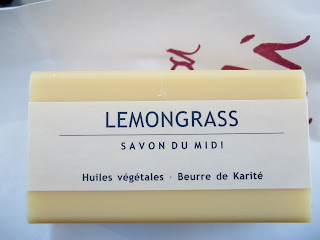 LEMONGRASS
SAVON DU MIDI
Huiles végétales · Beurre de Karité